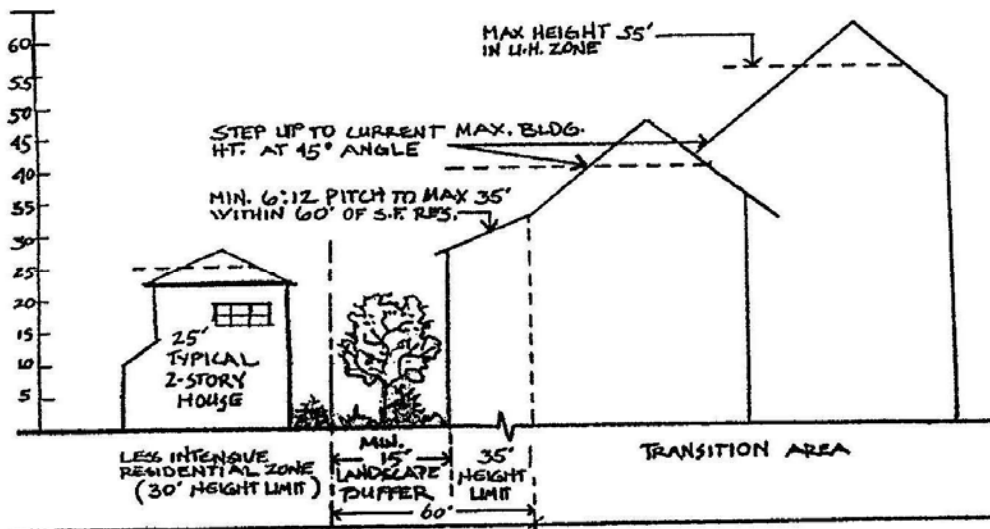 60
55
50
45
40
35
30
25
20
15
10
5
MAX HEIGHT 55'
IN U.H. ZONE
STEP UP TO CURRENT MAX. BLDG.
HT. AT 45° ANGLE
MIN. 6:12 PITCH TO MAX 35'
WITHIN 60' OF S.F. RES.
25'
TYPICAL
2-STORY
HOUSE
LESS INTENSIVE
RESIDENTIAL ZONE
(30' HEIGHT LIMIT)
MIN.
15'
LANDSCAPE
BUFFER
35'
HEIGHT
LIMIT
60'
TRANSITION AREA